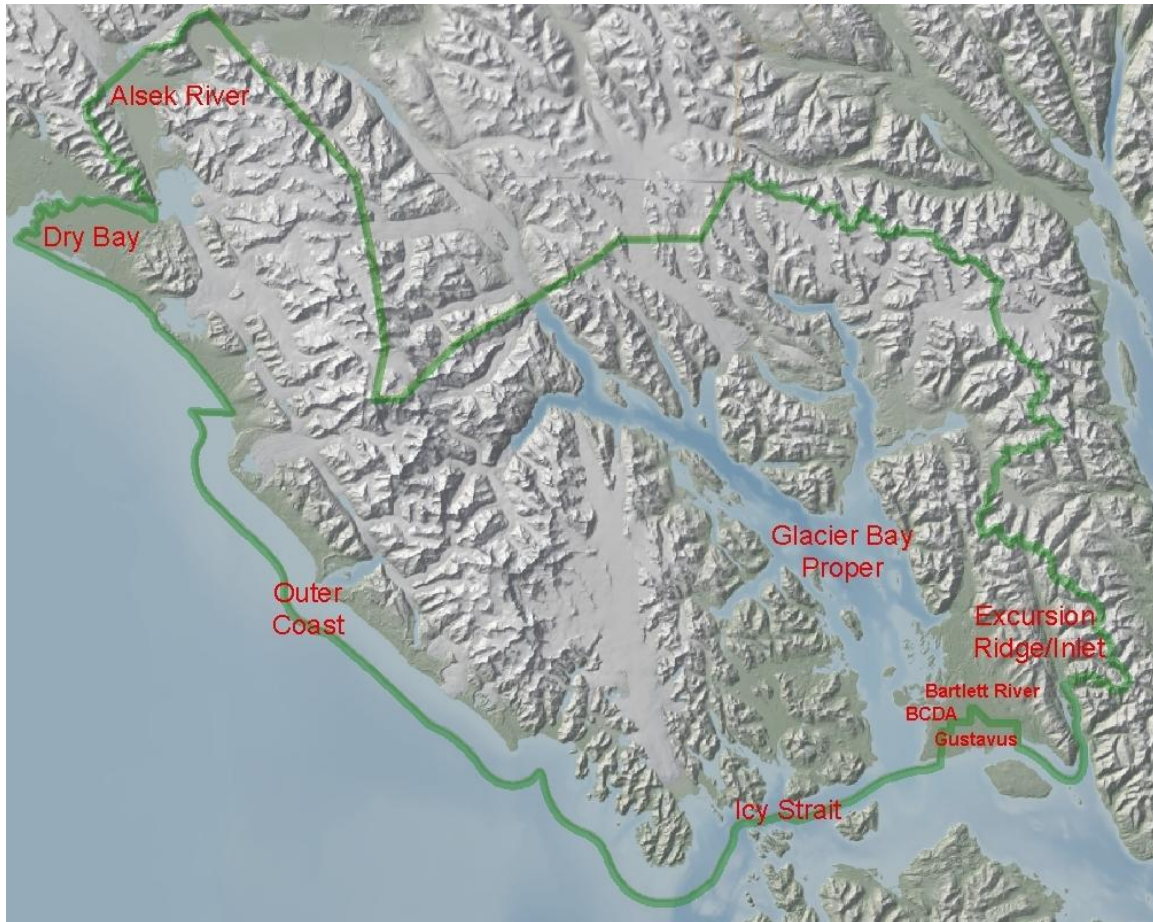 Alsek River
Dry Bay
Glacier Bay
Proper
Outer
Coast
Excursion
Ridge/Inlet
Bartlett River
BCDA
Gustavus
Icy Strait